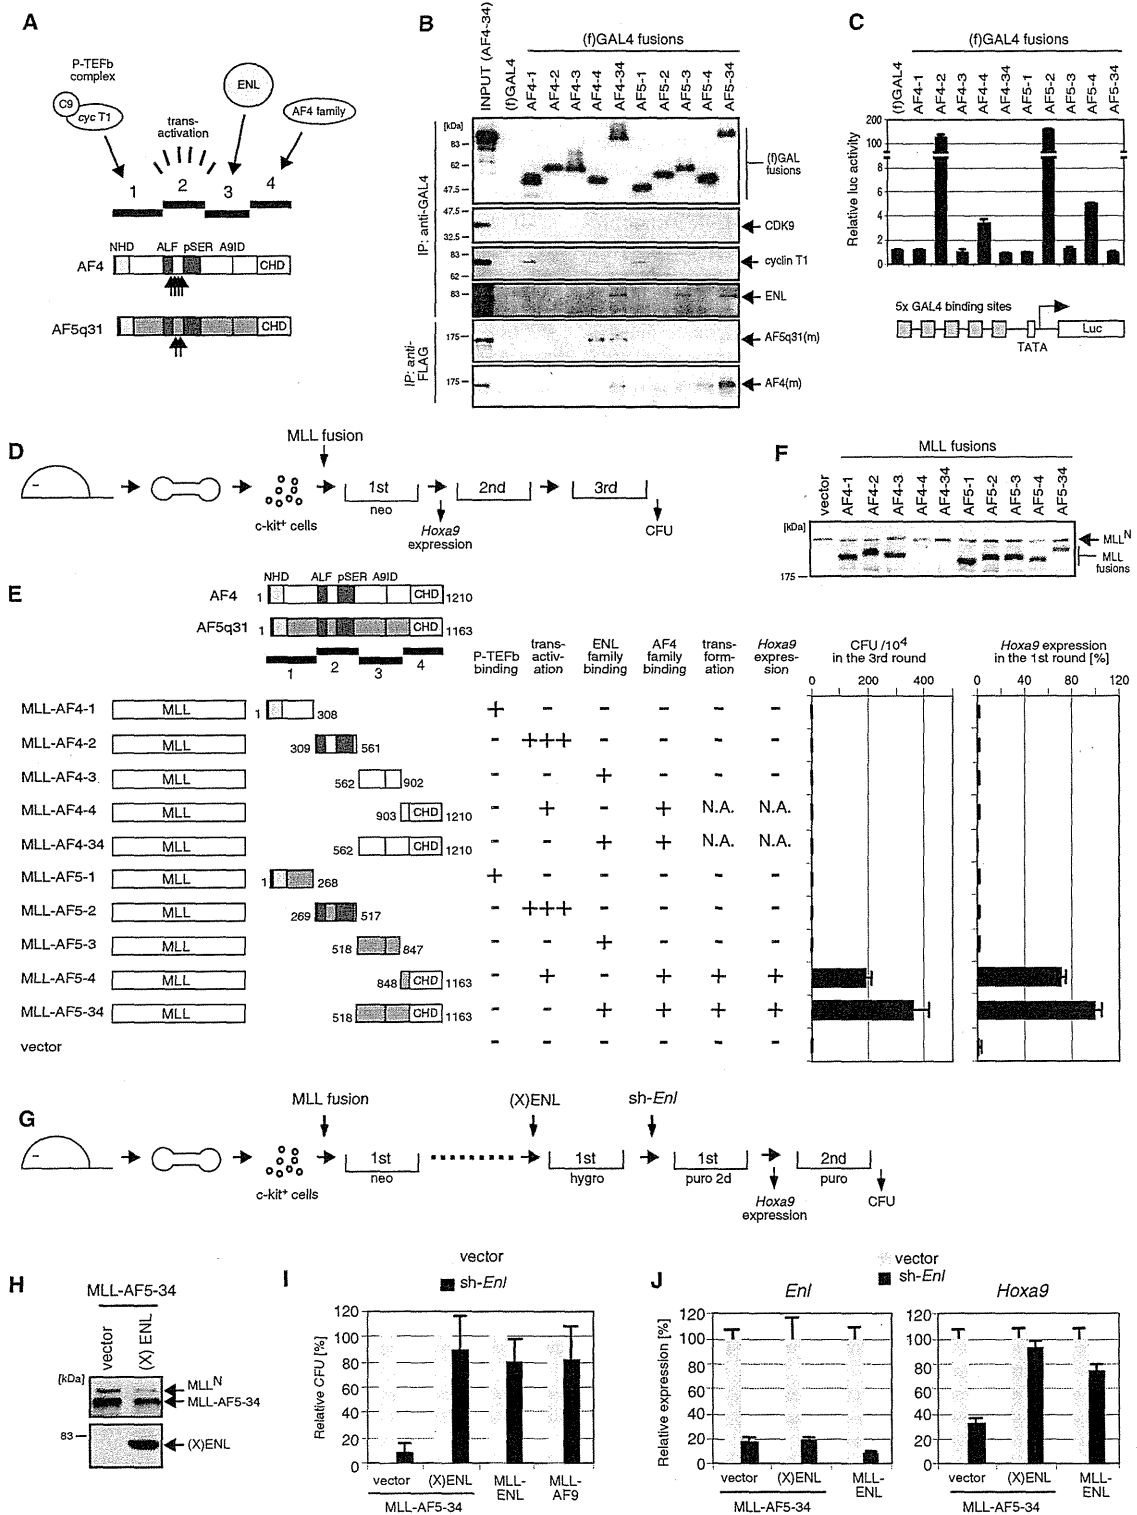 A
P-TEFb
complex
C9
cyc T1
trans-
activation
ENL
AF4 family
1
2
3
4
NHD ALF pSER A9ID
AF4
CHD
AF5q31
CHD
B
INPUT (AF4-34)
(f)GAL4
(f)GAL4 fusions
AF4-1
AF4-2
AF4-3
AF4-4
AF4-34
AF5-1
AF5-2
AF5-3
AF5-4
AF5-34
[kDa]
83
62
47.5
(f)GAL
fusions
IP: anti-GAL4
47.5
32.5
CDK9
83
62
cyclin T1
83
ENL
IP: anti-
FLAG
175
AF5q31(m)
175
AF4(m)
C
(f)GAL4 fusions
(f)GAL4
AF4-1
AF4-2
AF4-3
AF4-4
AF4-34
AF5-1
AF5-2
AF5-3
AF5-4
AF5-34
Relative luc activity
200
100
8
6
4
2
0
5x GAL4 binding sites
TATA
Luc
D
MLL fusion
c-kit+ cells
1st
neo
2nd
3rd
Hoxa9
expression
CFU
F
MLL fusions
vector
AF4-1
AF4-2
AF4-3
AF4-4
AF4-34
AF5-1
AF5-2
AF5-3
AF5-4
AF5-34
[kDa]
175
MLLN
MLL
fusions
E
NHD ALF pSER A9ID
AF4 1 CHD 1210
AF5q31 1 CHD 1163
1
2
3
4
P-TEFb
binding
trans-
activ-
ation
ENL
family
binding
AF4
family
binding
trans-
form-
ation
Hoxa9
expres-
sion
CFU /10^4
in the 3rd round
0 200 400
Hoxa9 expression
in the 1st round [%]
0 40 80 120
MLL-AF4-1 MLL 1 308 + - - - - -
MLL-AF4-2 MLL 309 561 - +++ - - - -
MLL-AF4-3 MLL 562 902 - - + - - -
MLL-AF4-4 MLL 903 CHD 1210 - + - + N.A. N.A.
MLL-AF4-34 MLL 562 CHD 1210 - - + + N.A. N.A.
MLL-AF5-1 MLL 1 268 + - - - - -
MLL-AF5-2 MLL 269 517 - +++ - - - -
MLL-AF5-3 MLL 518 847 - - + - - -
MLL-AF5-4 MLL 848 CHD 1163 - + - + + +
MLL-AF5-34 MLL 518 CHD 1163 - - + + + +
vector - - - - - -
G
MLL fusion
(X)ENL
sh-Enl
c-kit+ cells
1st
neo
1st
hygro
1st
puro 2d
2nd
puro
Hoxa9
expression
CFU
H
MLL-AF5-34
vector
(X) ENL
[kDa]
MLLN
MLL-AF5-34
83
(X)ENL
I
vector
sh-Enl
Relative CFU [%]
120
100
80
60
40
20
0
vector (X)ENL MLL-ENL MLL-AF9
MLL-AF5-34
J
vector
sh-Enl
Enl
Relative expression [%]
120
100
80
60
40
20
0
vector (X)ENL MLL-ENL
MLL-AF5-34
Hoxa9
120
100
80
60
40
20
0
vector (X)ENL MLL-ENL
MLL-AF5-34